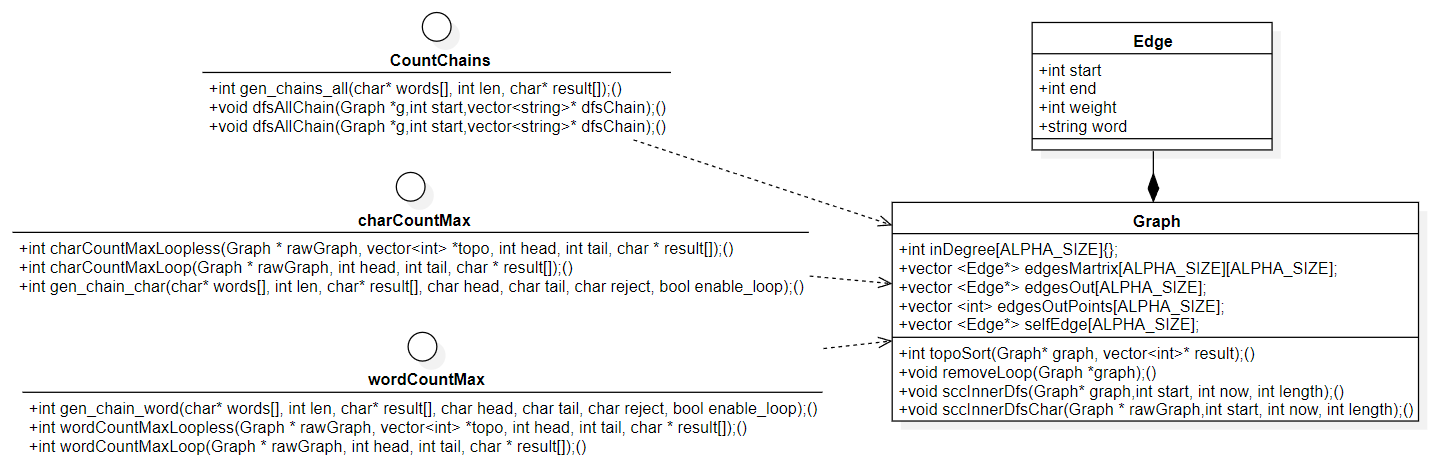 CountChains
+int gen_chains_all(char* words[], int len, char* result[]);()
+void dfsAllChain(Graph *g,int start,vector<string>* dfsChain);()
+void dfsAllChain(Graph *g,int start,vector<string>* dfsChain);()
charCountMax
+int charCountMaxLoopless(Graph * rawGraph, vector<int> *topo, int head, int tail, char * result[]);()
+int charCountMaxLoop(Graph * rawGraph, int head, int tail, char * result[]);()
+int gen_chain_char(char* words[], int len, char* result[], char head, char tail, char reject, bool enable_loop);()
wordCountMax
+int gen_chain_word(char* words[], int len, char* result[], char head, char tail, char reject, bool enable_loop);()
+int wordCountMaxLoopless(Graph * rawGraph, vector<int> *topo, int head, int tail, char * result[]);()
+int wordCountMaxLoop(Graph * rawGraph, int head, int tail, char * result[]);()
Edge
+int start
+int end
+int weight
+string word
Graph
+int inDegree[ALPHA_SIZE]{};
+vector <Edge*> edgesMartrix[ALPHA_SIZE][ALPHA_SIZE];
+vector <Edge*> edgesOut[ALPHA_SIZE];
+vector <int> edgesOutPoints[ALPHA_SIZE];
+vector <Edge*> selfEdge[ALPHA_SIZE];
+int topoSort(Graph* graph, vector<int>* result);()
+void removeLoop(Graph *graph);()
+void sccInnerDfs(Graph* graph,int start, int now, int length);()
+void sccInnerDfsChar(Graph * rawGraph,int start, int now, int length);()